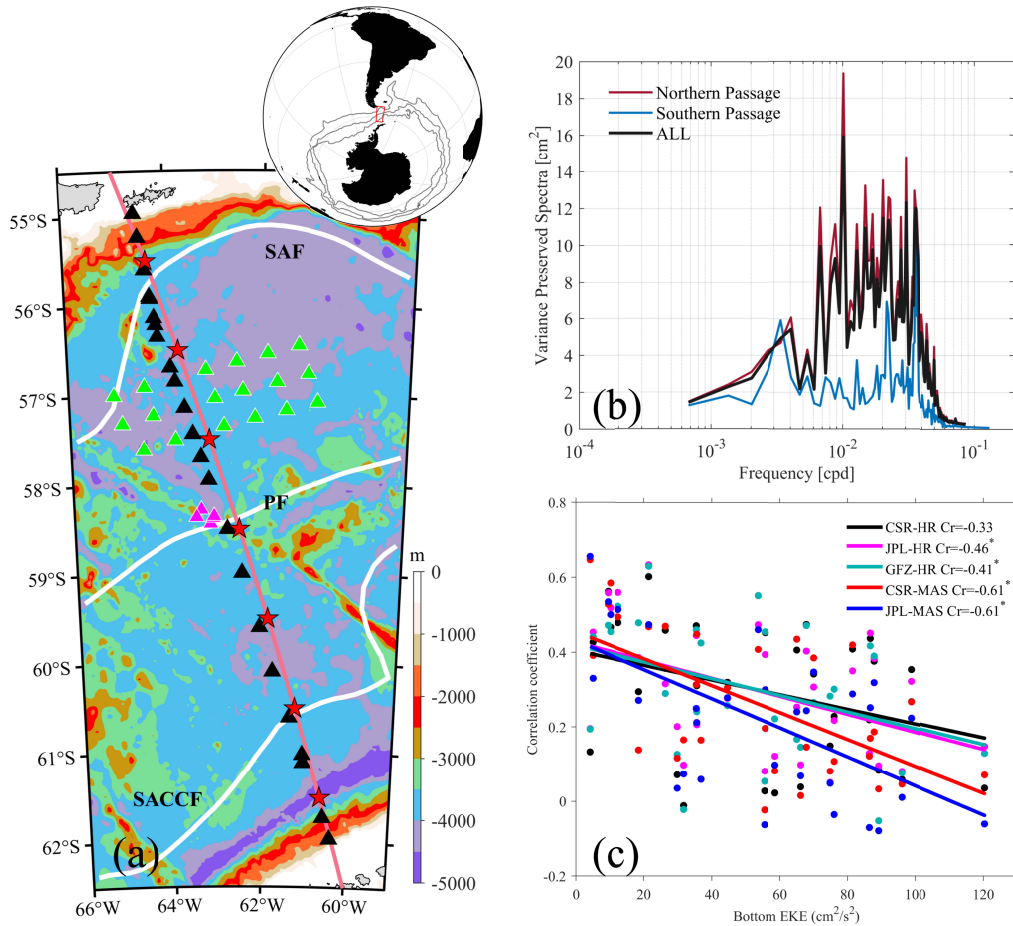 55°S
56°S
57°S
58°S
59°S
60°S
61°S
62°S
66°W
64°W
62°W
60°W
SAF
PF
SACCF
(a)
m
0
-1000
-2000
-3000
-4000
-5000
Variance Preserved Spectra [cm²]
20
18
16
14
12
10
8
6
4
2
0
Northern Passage
Southern Passage
ALL
(b)
10⁻⁴
10⁻³
10⁻²
10⁻¹
Frequency [cpd]
Correlation coefficient
0.8
0.6
0.4
0.2
0
-0.2
CSR-HR Cr=-0.33
JPL-HR Cr=-0.46*
GFZ-HR Cr=-0.41*
CSR-MAS Cr=-0.61*
JPL-MAS Cr=-0.61*
(c)
0
20
40
60
80
100
120
Bottom EKE (cm²/s²)